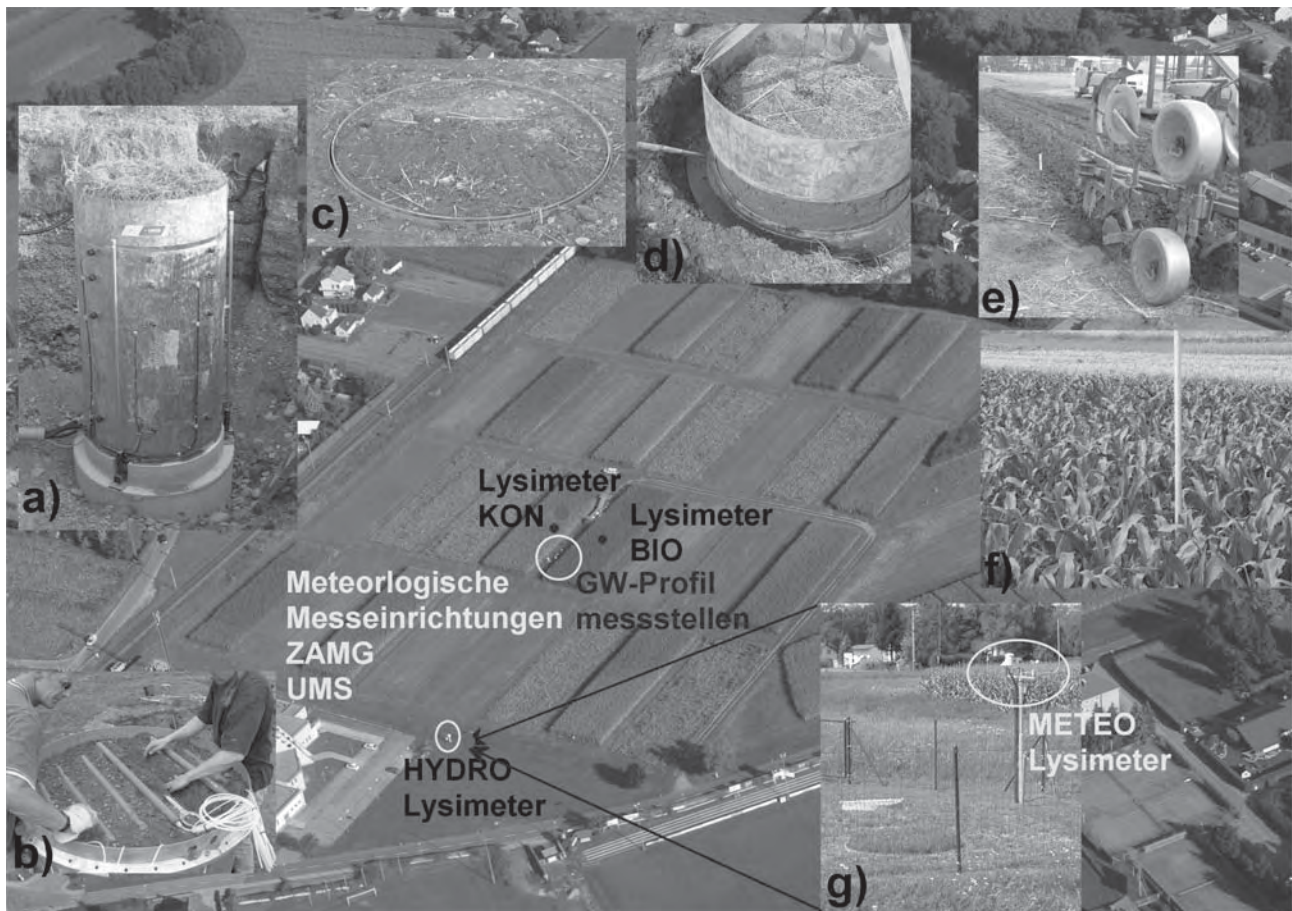 a)
c)
d)
e)
f)
Lysimeter
KON
Lysimeter
BIO
Meteorlogische
Messeinrichtungen
ZAMG
UMS
GW-Profil
messstellen
HYDRO
Lysimeter
b)
METEO
Lysimeter
g)